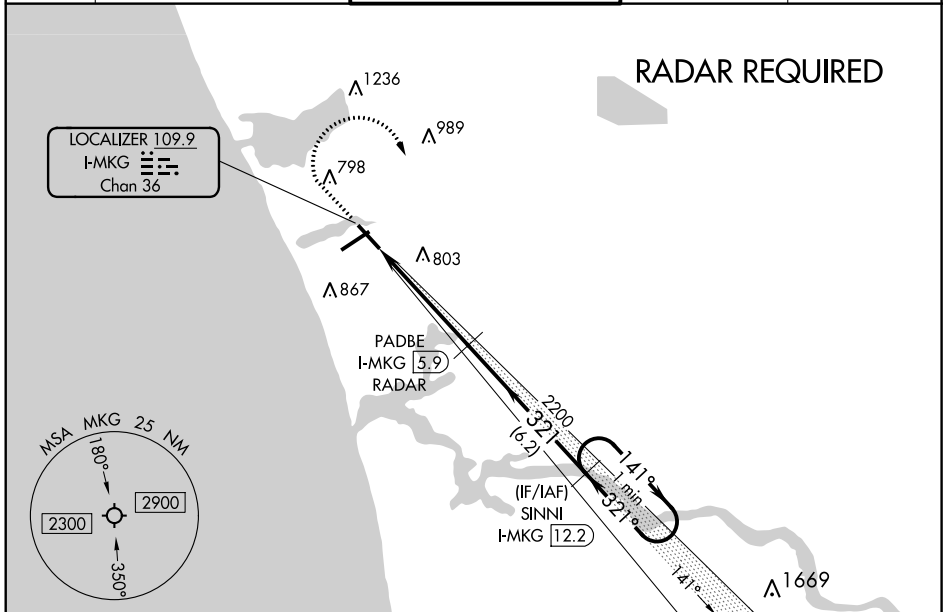 RADAR REQUIRED
1236
989
798
LOCALIZER 109.9
I-MKG
Chan 36
803
867
PADBE
I-MKG 5.9
RADAR
2200
321
(6.2)
141°
1 min
321°
(IF/IAF)
SINNI
I-MKG 12.2
141°
1669
MSA MKG 25 NM
180°
2300
2900
350°